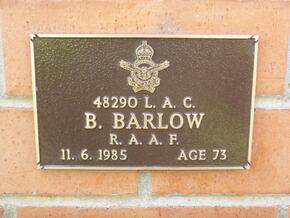 48290 L. A. C.
B. BARLOW
R. A. A. F.
11. 6. 1985 AGE 73